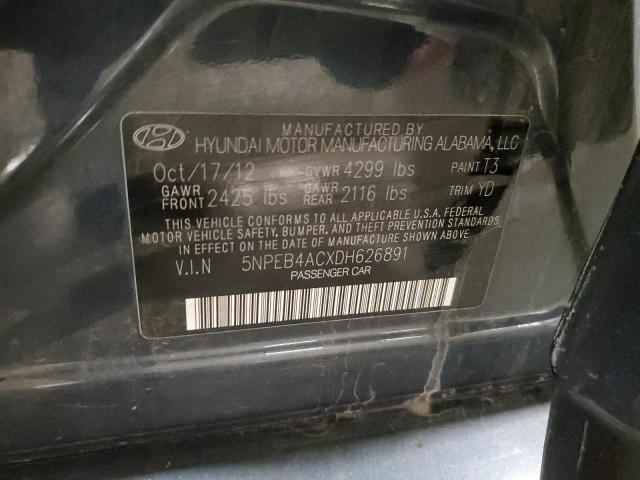 MANUFACTURED BY
HYUNDAI MOTOR MANUFACTURING ALABAMA, LLC
Oct/17/12 GVWR 4299 lbs PAINT T3
GAWR FRONT 2425 lbs GAWR REAR 2116 lbs TRIM YD
THIS VEHICLE CONFORMS TO ALL APPLICABLE U.S.A. FEDERAL
MOTOR VEHICLE SAFETY, BUMPER, AND THEFT PREVENTION STANDARDS
IN EFFECT ON THE DATE OF MANUFACTURE SHOWN ABOVE.
V.I.N 5NPEB4ACXDH626891
PASSENGER CAR